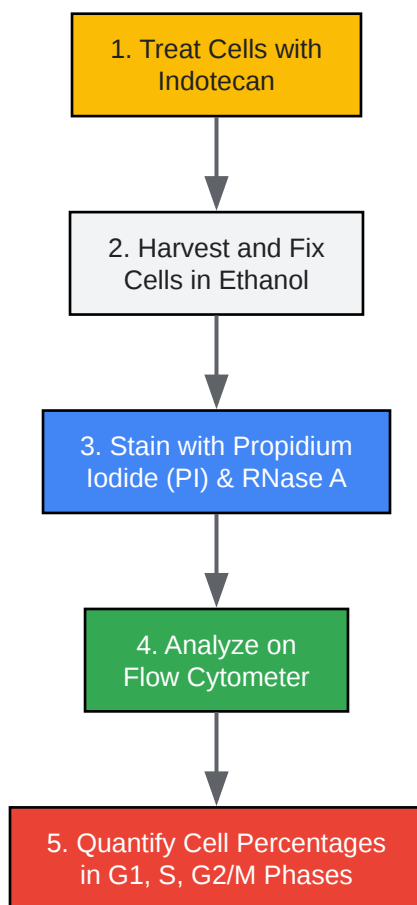 1. Treat Cells with
Indotecan
2. Harvest and Fix
Cells in Ethanol
3. Stain with Propidium
Iodide (PI) & RNase A
4. Analyze on
Flow Cytometer
5. Quantify Cell Percentages
in G1, S, G2/M Phases